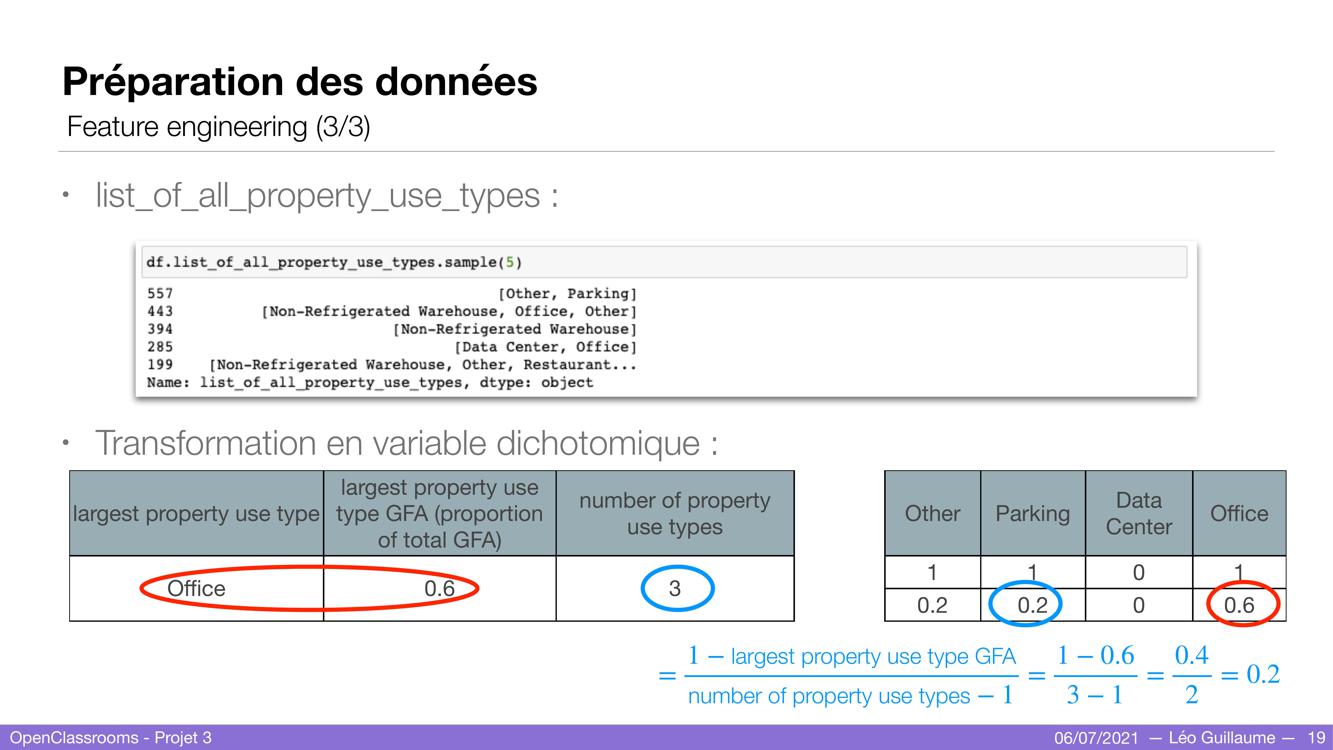 Préparation des données
Feature engineering (3/3)
• list_of_all_property_use_types :
df.list_of_all_property_use_types.sample(5)
557 [Other, Parking]
443 [Non-Refrigerated Warehouse, Office, Other]
394 [Non-Refrigerated Warehouse]
285 [Data Center, Office]
199 [Non-Refrigerated Warehouse, Other, Restaurant...
Name: list_of_all_property_use_types, dtype: object
• Transformation en variable dichotomique :
largest property use type
largest property use
type GFA (proportion
of total GFA)
number of property
use types
Office 0.6 3
Other Parking Data Center Office
1 1 0 1
0.2 0.2 0 0.6
= (1 − largest property use type GFA) / (number of property use types − 1) = (1 − 0.6) / (3 − 1) = 0.4 / 2 = 0.2
OpenClassrooms - Projet 3 06/07/2021 — Léo Guillaume — 19